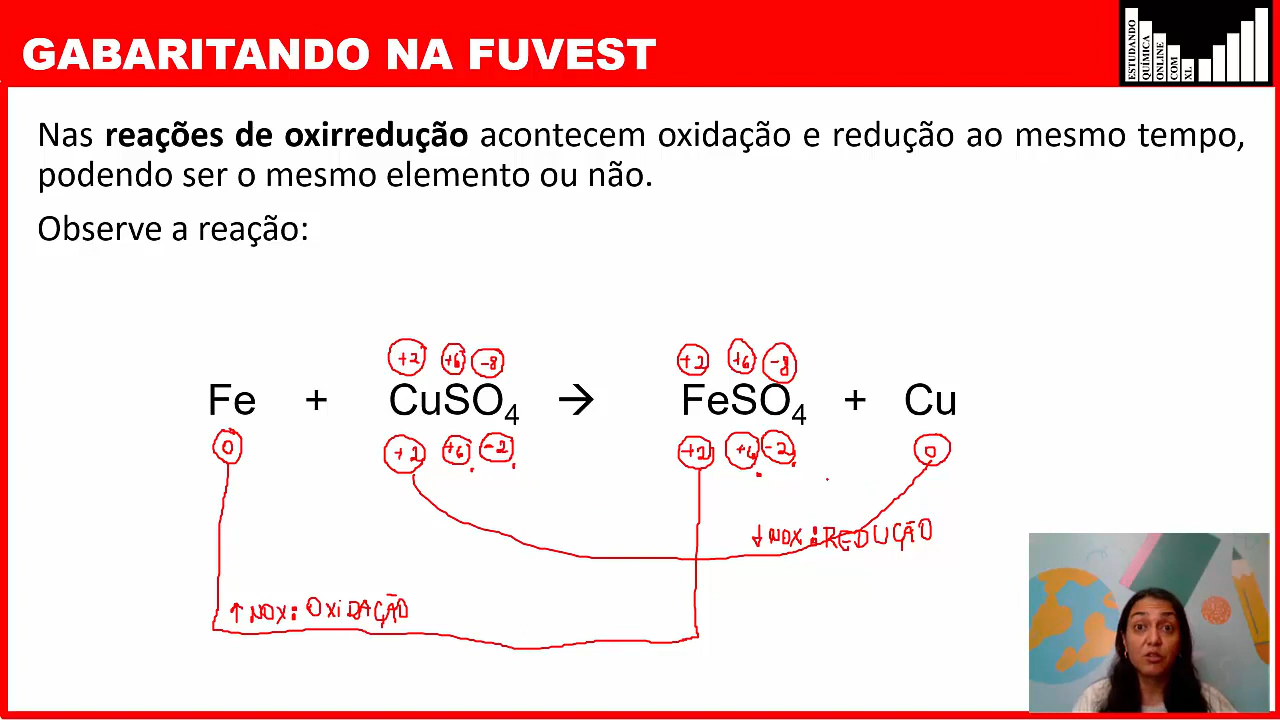 GABARITANDO NA FUVEST
ESTUDANDO
QUÍMICA
ONLINE
COM
XL
Nas reações de oxirredução acontecem oxidação e redução ao mesmo tempo,
podendo ser o mesmo elemento ou não.
Observe a reação:
+2 +6 -8 +2 +6 -8
Fe + CuSO₄ → FeSO₄ + Cu
0 +2 +6 -2 +2 +6 -2 0
↓ NOX: REDUÇÃO
↑ NOX: OXIDAÇÃO